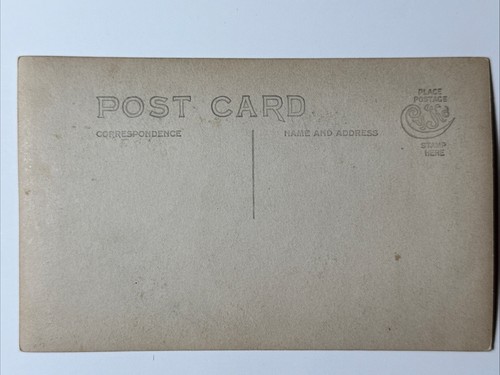 POST CARD
CORRESPONDENCE
NAME AND ADDRESS
PLACE
POSTAGE
STAMP
HERE